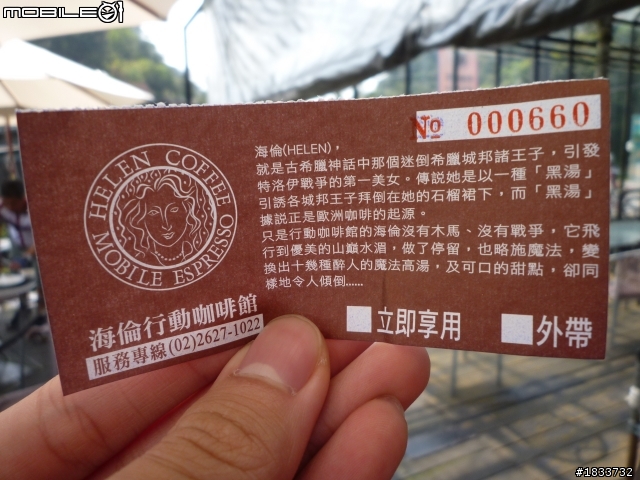 MOBILE01
№ 000660
海倫(HELEN)，
就是古希臘神話中那個迷倒希臘城邦諸王子，引發
特洛伊戰爭的第一美女。傳說她是以一種「黑湯」
引誘各城邦王子拜倒在她的石榴裙下，而「黑湯」
據說正是歐洲咖啡的起源。
只是行動咖啡館的海倫沒有木馬、沒有戰爭，它飛
行到優美的山巔水湄，做了停留，也略施魔法，變
換出十幾種醉人的魔法高湯，及可口的甜點，卻同
樣地令人傾倒......
HELEN COFFEE
MOBILE ESPRESSO
海倫行動咖啡館
服務專線(02)2627-1022
立即享用
外帶
#1833732